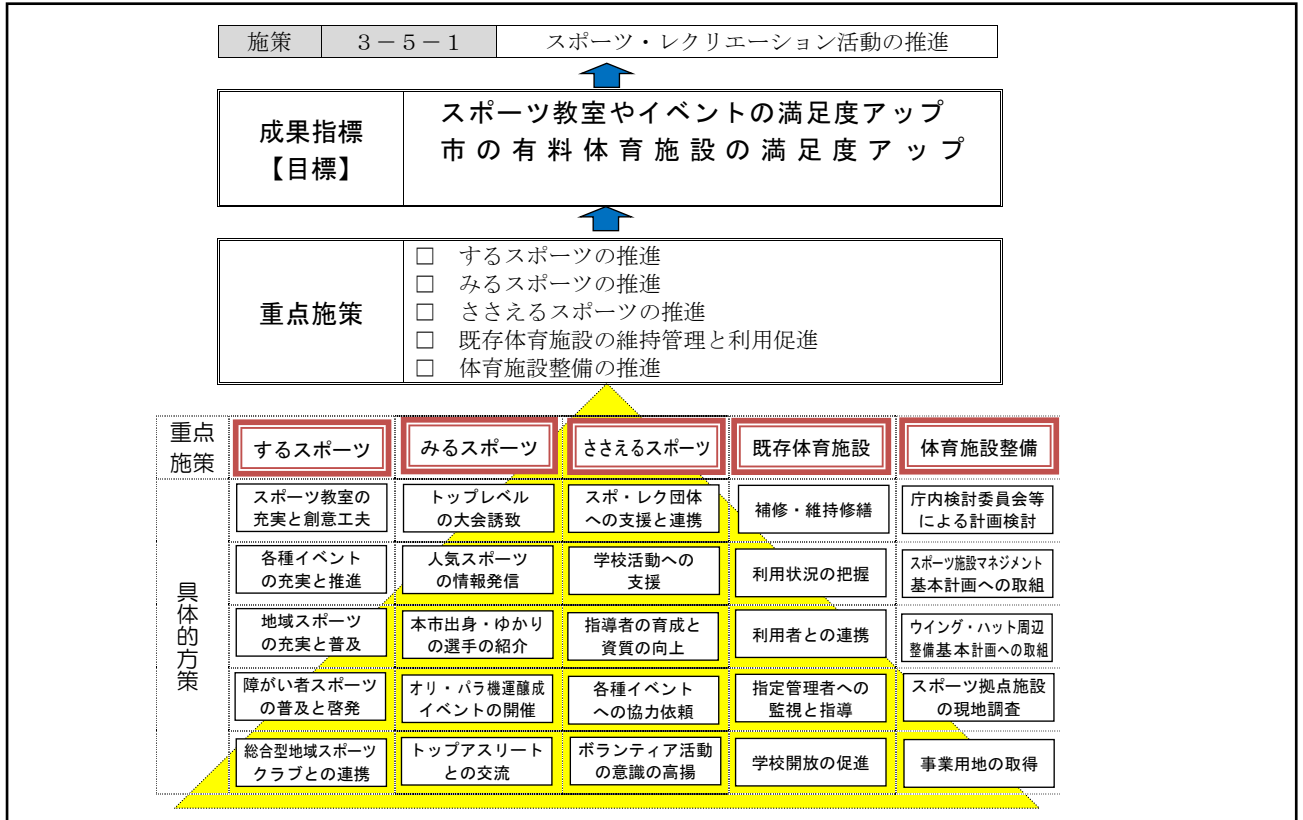 施策 3－5－1 スポーツ・レクリエーション活動の推進
成果指標
【目標】
スポーツ教室やイベントの満足度アップ
市の有料体育施設の満足度アップ
重点施策
□ するスポーツの推進
□ みるスポーツの推進
□ ささえるスポーツの推進
□ 既存体育施設の維持管理と利用促進
□ 体育施設整備の推進
重点
施策
するスポーツ
みるスポーツ
ささえるスポーツ
既存体育施設
体育施設整備
具体的方策
スポーツ教室の
充実と創意工夫
トップレベル
の大会誘致
スポ・レク団体
への支援と連携
補修・維持修繕
庁内検討委員会等
による計画検討
各種イベント
の充実と推進
人気スポーツ
の情報発信
学校活動への
支援
利用状況の把握
スポーツ施設マネジメント
基本計画への取組
地域スポーツ
の充実と普及
本市出身・ゆかり
の選手の紹介
指導者の育成と
資質の向上
利用者との連携
ウイング・ハット周辺
整備基本計画への取組
障がい者スポーツ
の普及と啓発
オリ・パラ機運醸成
イベントの開催
各種イベント
への協力依頼
指定管理者への
監視と指導
スポーツ拠点施設
の現地調査
総合型地域スポーツ
クラブとの連携
トップアスリート
との交流
ボランティア活動
の意識の高揚
学校開放の促進
事業用地の取得